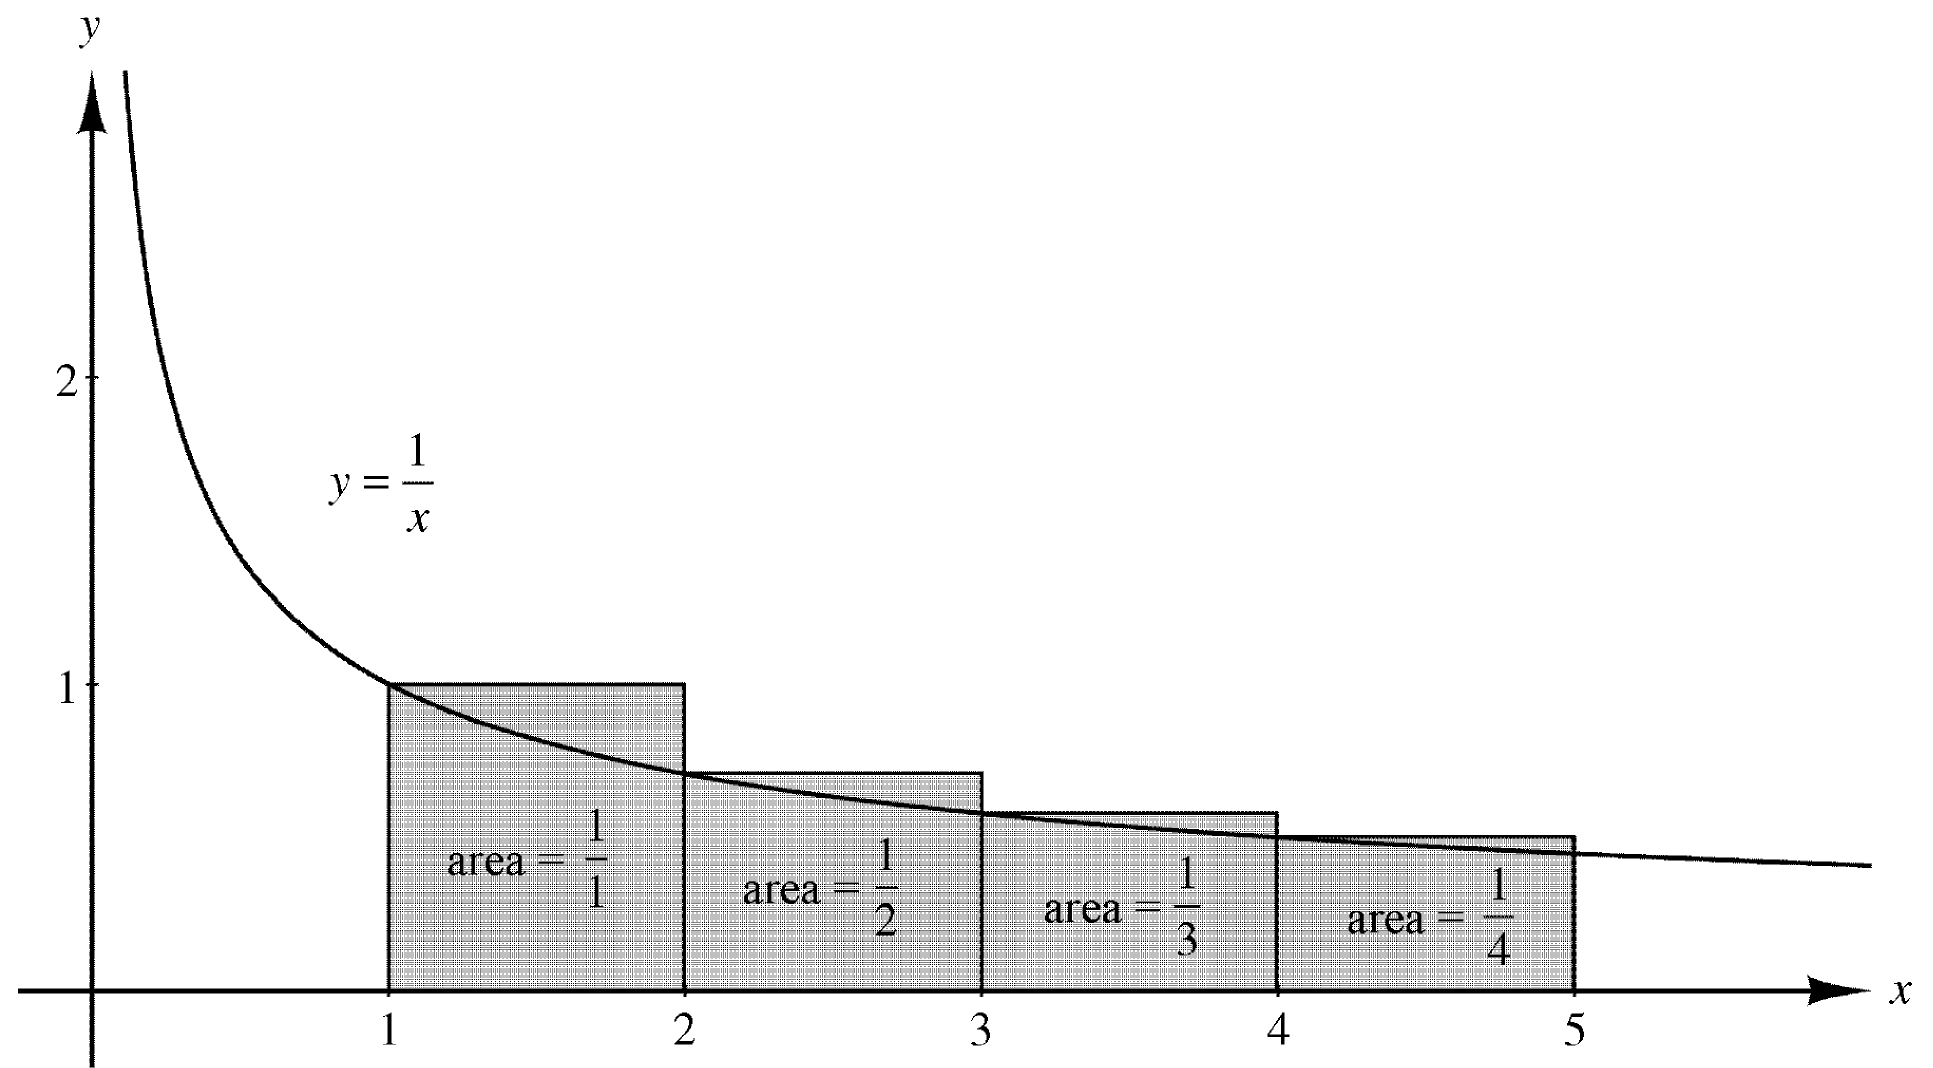 y
2
y = 1/x
1
area = 1/1
area = 1/2
area = 1/3
area = 1/4
x
1 2 3 4 5